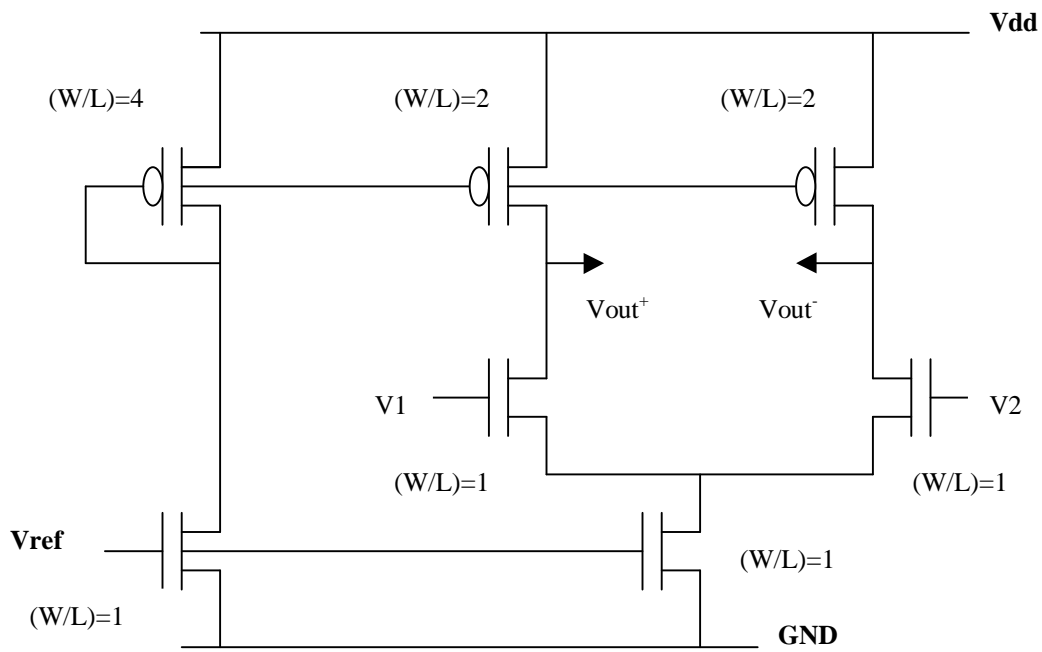 Vdd
(W/L)=4
(W/L)=2
(W/L)=2
Vout+
Vout-
V1
V2
(W/L)=1
(W/L)=1
Vref
(W/L)=1
(W/L)=1
GND